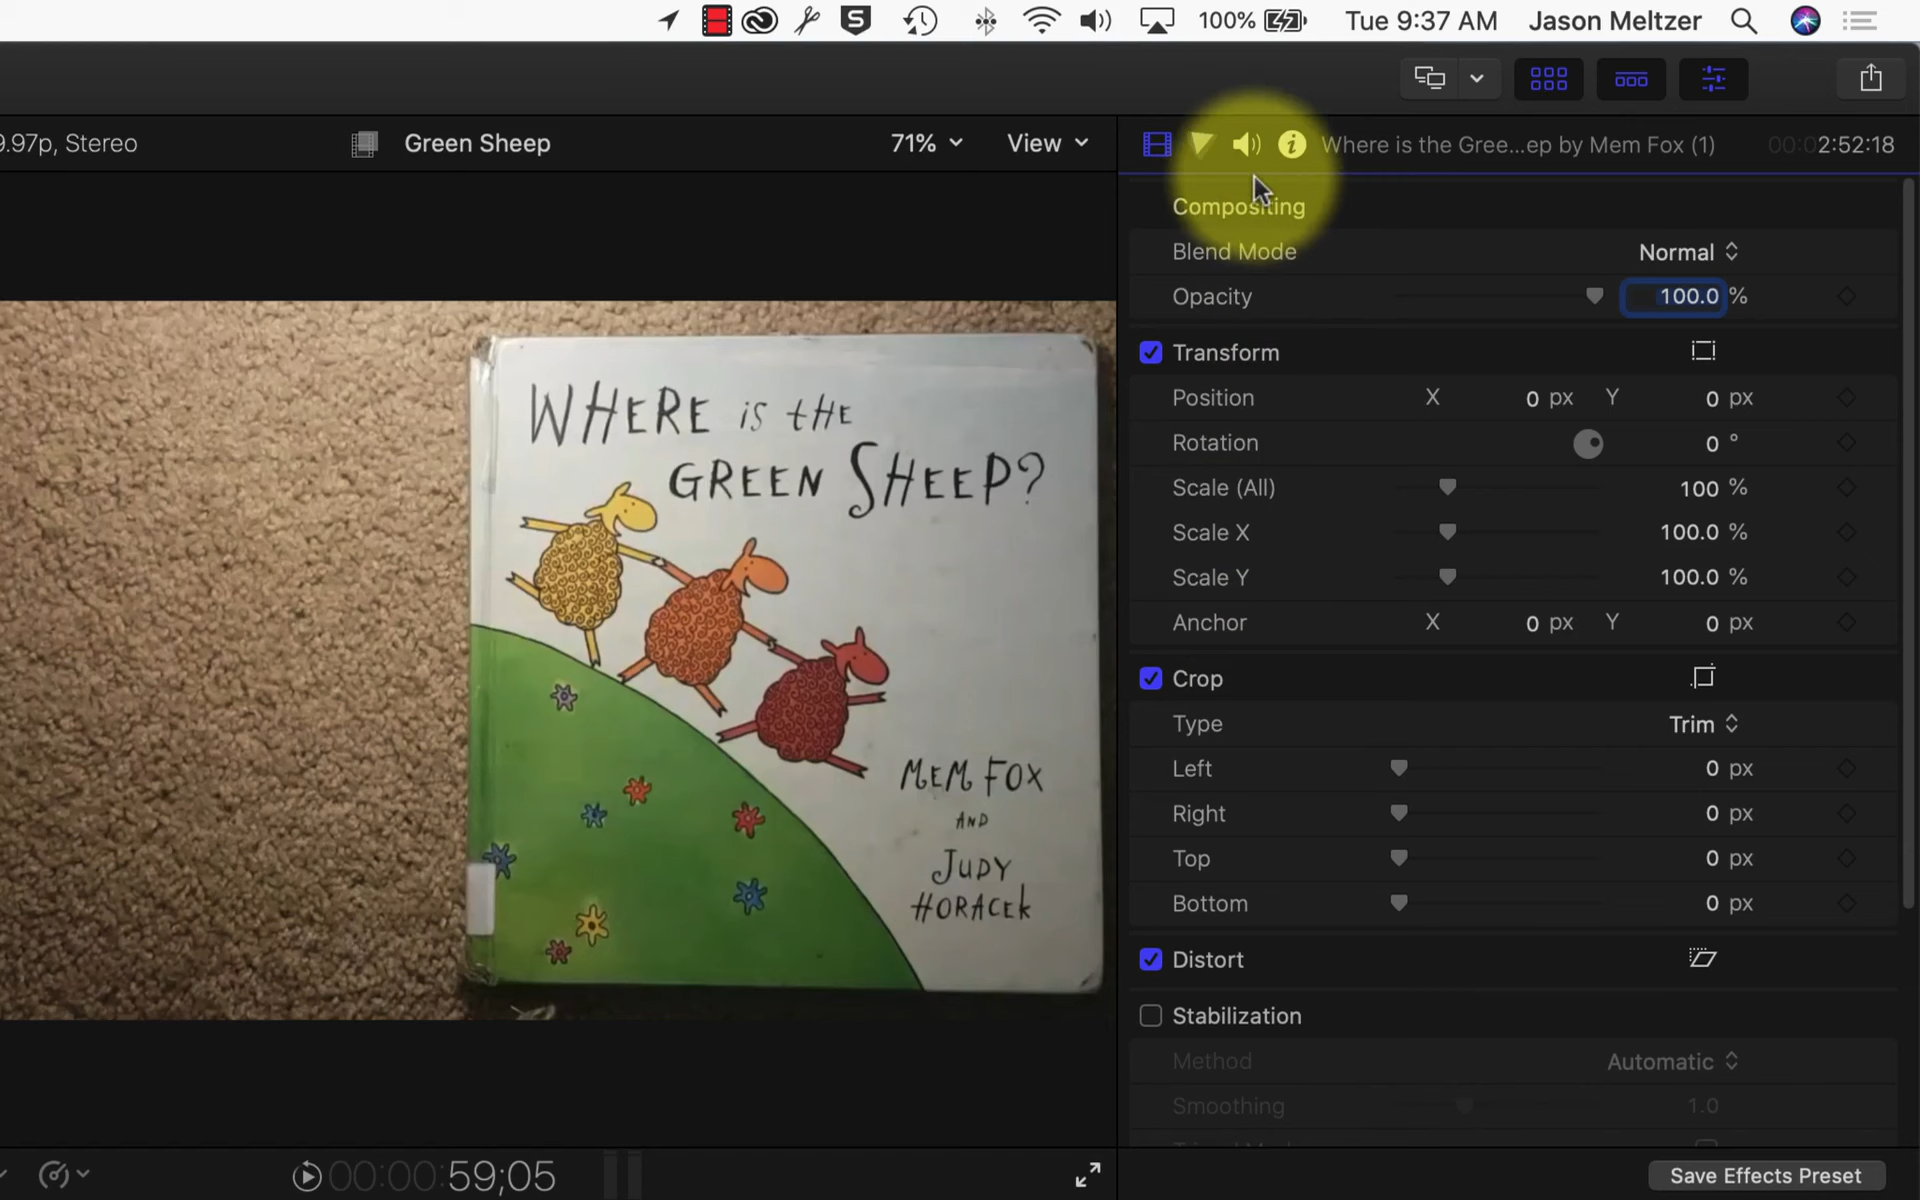 100% Tue 9:37 AM Jason Meltzer
9.97p, Stereo Green Sheep 71% View Where is the Gree...ep by Mem Fox (1) 00:02:52:18
Compositing
Blend Mode Normal
Opacity 100.0 %
Transform
Position X 0 px Y 0 px
Rotation 0 °
Scale (All) 100 %
Scale X 100.0 %
Scale Y 100.0 %
Anchor X 0 px Y 0 px
Crop
Type Trim
Left 0 px
Right 0 px
Top 0 px
Bottom 0 px
Distort
Stabilization
Method Automatic
Smoothing 1.0
Save Effects Preset
00:00:59;05
WHERE is tHE
GREEN SHEEP?
MEM FOX
AND
JUDY
HORACEK